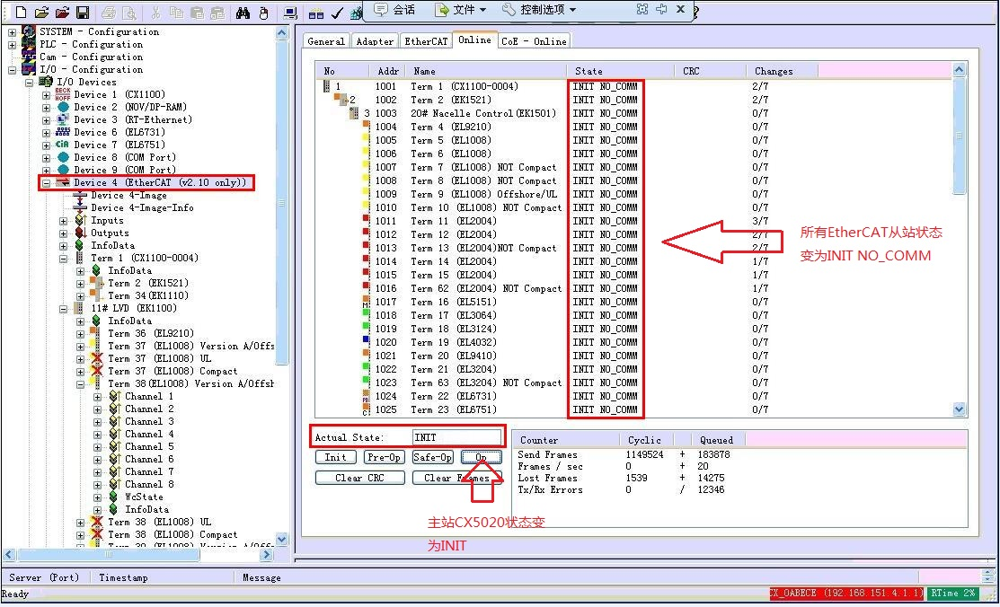 会话 文件 控制选项
SYSTEM - Configuration
PLC - Configuration
Cam - Configuration
I/O - Configuration
I/O Devices
BECK HOFF Device 1 (CX1100)
Device 2 (NOV/DP-RAM)
Device 3 (RT-Ethernet)
Device 6 (EL6731)
CiA Device 7 (EL6751)
Device 8 (COM Port)
Device 9 (COM Port)
Device 4 (EtherCAT (v2.10 only))
Device 4-Image
Device 4-Image-Info
Inputs
Outputs
InfoData
Term 1 (CX1100-0004)
InfoData
Term 2 (EK1521)
Term 34(EK1110)
11# LVD (EK1100)
InfoData
Term 36 (EL9210)
Term 37 (EL1008) Version A/Offs
Term 37 (EL1008) UL
Term 37 (EL1008) Compact
Term 38(EL1008) Version A/Offsh
Channel 1
Channel 2
Channel 3
Channel 4
Channel 5
Channel 6
Channel 7
Channel 8
WcState
InfoData
Term 38 (EL1008) UL
Term 38 (EL1008) Compact
General Adapter EtherCAT Online CoE - Online
No Addr Name State CRC Changes
1 1001 Term 1 (CX1100-0004) INIT NO_COMM 2/7
2 1002 Term 2 (EK1521) INIT NO_COMM 2/7
3 1003 20# Nacelle Control(EK1501) INIT NO_COMM 0/7
1004 Term 4 (EL9210) INIT NO_COMM 0/7
1005 Term 5 (EL1008) INIT NO_COMM 0/7
1006 Term 6 (EL1008) INIT NO_COMM 0/7
1007 Term 7 (EL1008) NOT Compact INIT NO_COMM 0/7
1008 Term 8 (EL1008) NOT Compact INIT NO_COMM 0/7
1009 Term 9 (EL1008) Offshore/UL INIT NO_COMM 0/7
1010 Term 10 (EL1008) NOT Compact INIT NO_COMM 0/7
1011 Term 11 (EL2004) INIT NO_COMM 3/7
1012 Term 12 (EL2004) INIT NO_COMM 2/7
1013 Term 13 (EL2004)NOT Compact INIT NO_COMM 2/7
1014 Term 14 (EL2004) INIT NO_COMM 1/7
1015 Term 15 (EL2004) INIT NO_COMM 1/7
1016 Term 62 (EL2004) NOT Compact INIT NO_COMM 1/7
1017 Term 16 (EL5151) INIT NO_COMM 0/7
1018 Term 17 (EL3064) INIT NO_COMM 0/7
1019 Term 18 (EL3124) INIT NO_COMM 0/7
1020 Term 19 (EL4032) INIT NO_COMM 0/7
1021 Term 20 (EL9410) INIT NO_COMM 0/7
1022 Term 21 (EL3204) INIT NO_COMM 0/7
1023 Term 63 (EL3204) NOT Compact INIT NO_COMM 0/7
1024 Term 22 (EL6731) INIT NO_COMM 0/7
1025 Term 23 (EL6751) INIT NO_COMM 0/7
所有EtherCAT从站状态
变为INIT NO_COMM
Actual State: INIT
Init Pre-Op Safe-Op Op
Clear CRC Clear Frames
主站CX5020状态变
为INIT
Counter Cyclic Queued
Send Frames 1149524 + 183878
Frames / sec 0 + 20
Lost Frames 1539 + 14275
Tx/Rx Errors 0 / 12346
Server (Port) Timestamp Message
Ready CX_0ABECE (192.168.151.4.1.1) RTime 2%